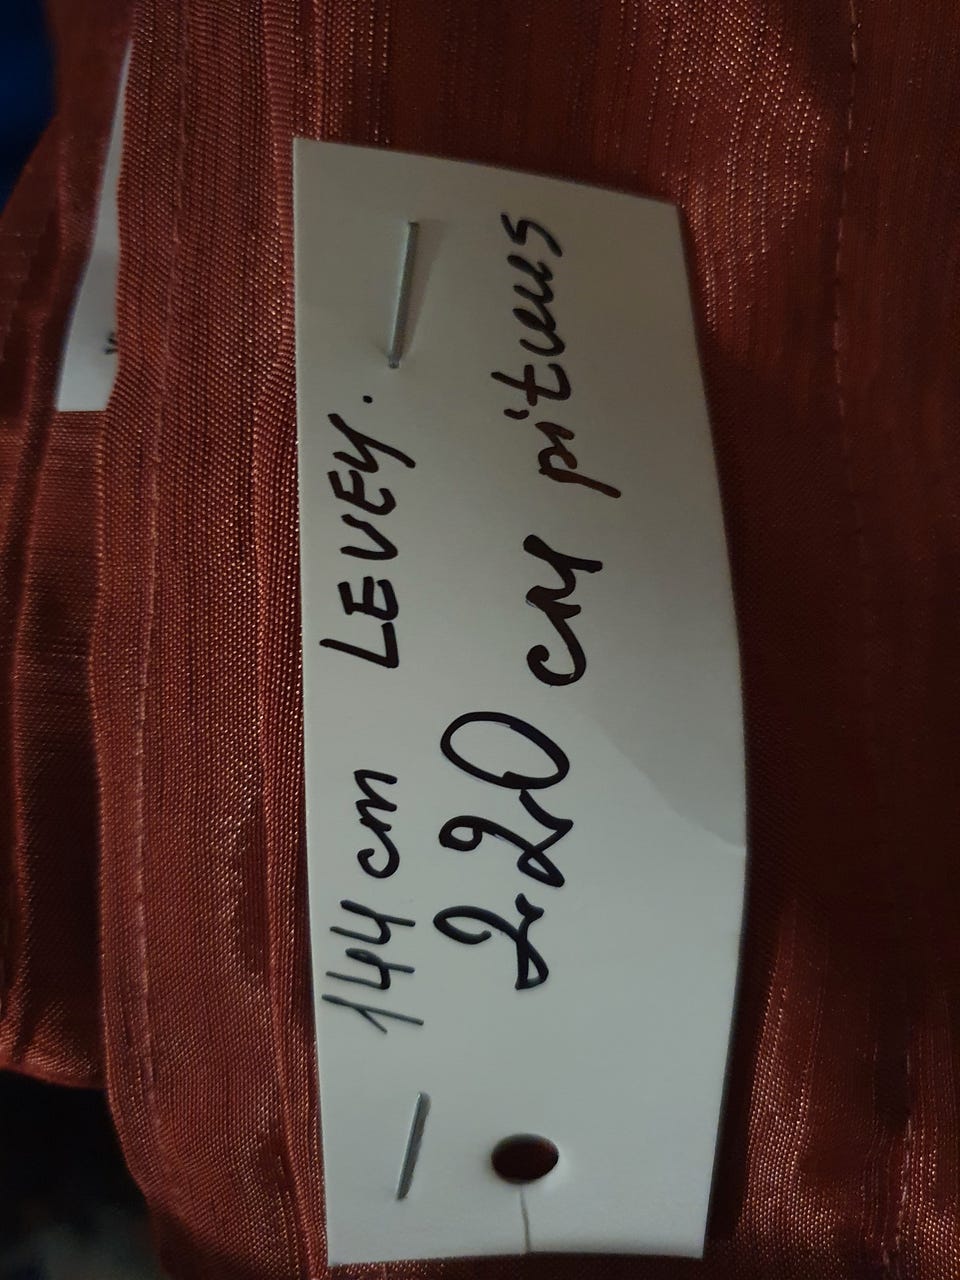 144 cm LEVEY.
220 cm pituus